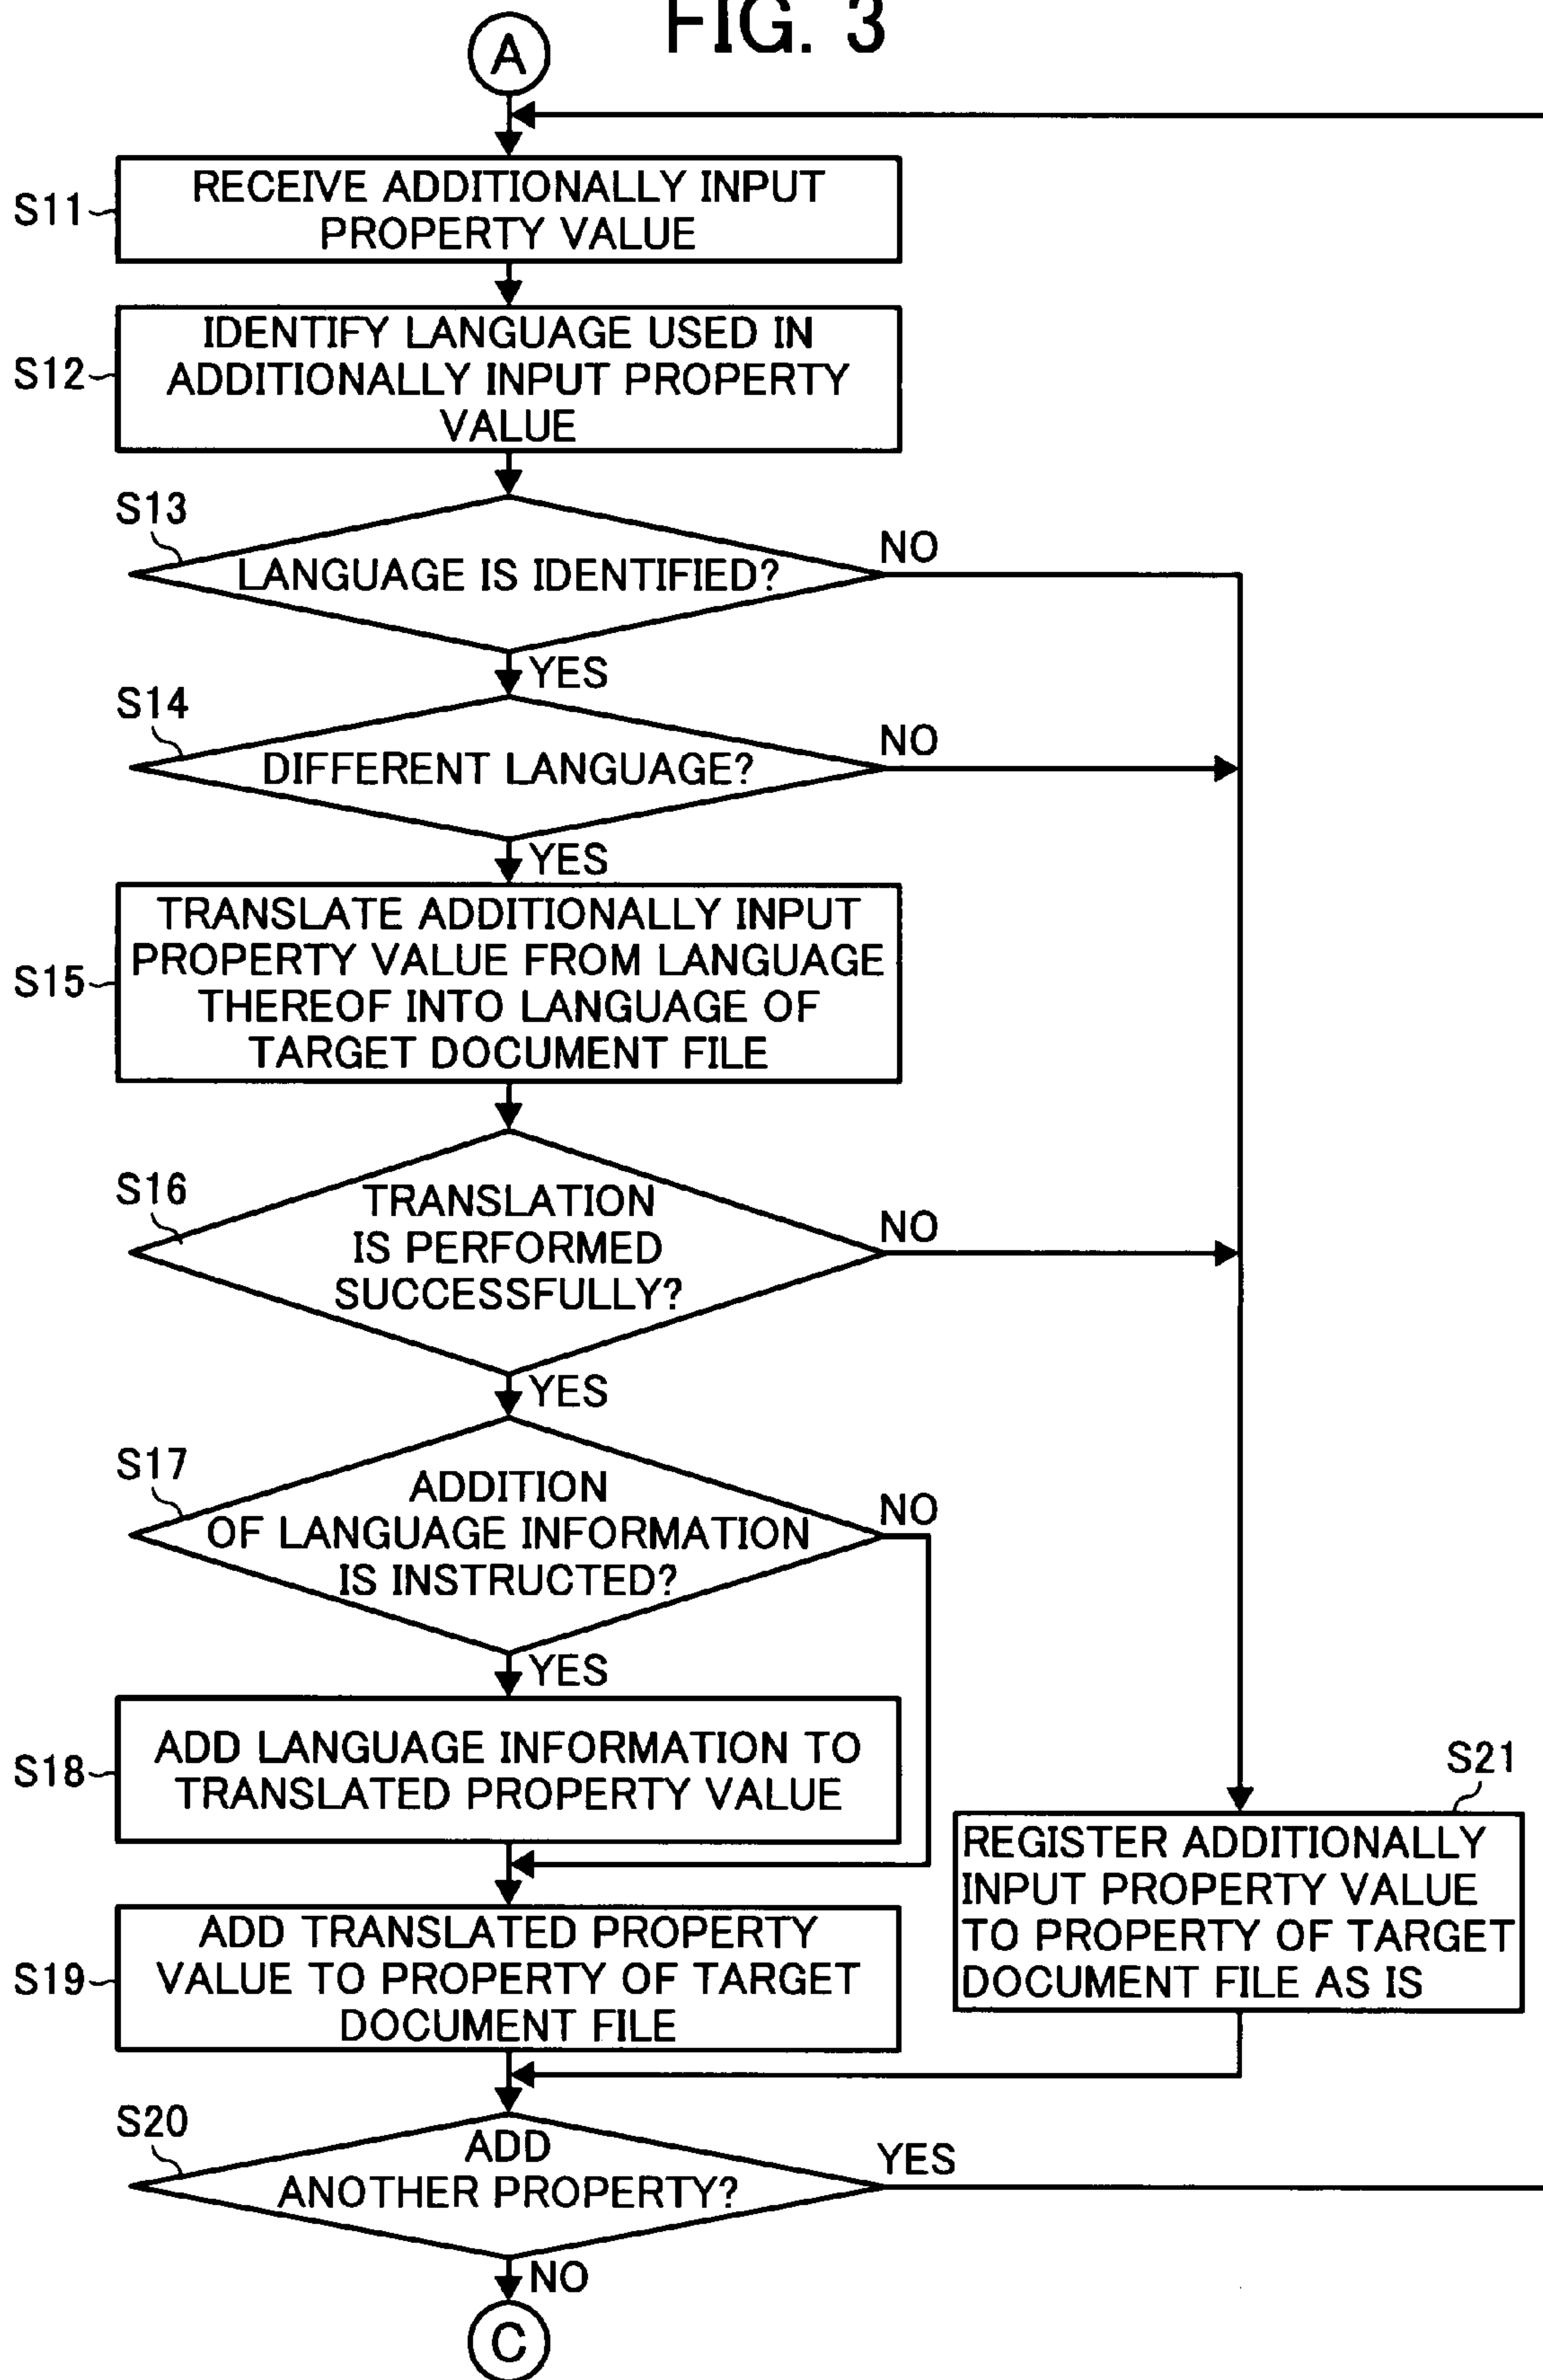 FIG. 3
A
S11
RECEIVE ADDITIONALLY INPUT
PROPERTY VALUE
S12
IDENTIFY LANGUAGE USED IN
ADDITIONALLY INPUT PROPERTY
VALUE
S13
LANGUAGE IS IDENTIFIED?
NO
YES
S14
DIFFERENT LANGUAGE?
NO
YES
S15
TRANSLATE ADDITIONALLY INPUT
PROPERTY VALUE FROM LANGUAGE
THEREOF INTO LANGUAGE OF
TARGET DOCUMENT FILE
S16
TRANSLATION
IS PERFORMED
SUCCESSFULLY?
NO
YES
S17
ADDITION
OF LANGUAGE INFORMATION
IS INSTRUCTED?
NO
YES
S18
ADD LANGUAGE INFORMATION TO
TRANSLATED PROPERTY VALUE
S21
REGISTER ADDITIONALLY
INPUT PROPERTY VALUE
TO PROPERTY OF TARGET
DOCUMENT FILE AS IS
S19
ADD TRANSLATED PROPERTY
VALUE TO PROPERTY OF TARGET
DOCUMENT FILE
S20
ADD
ANOTHER PROPERTY?
YES
NO
C